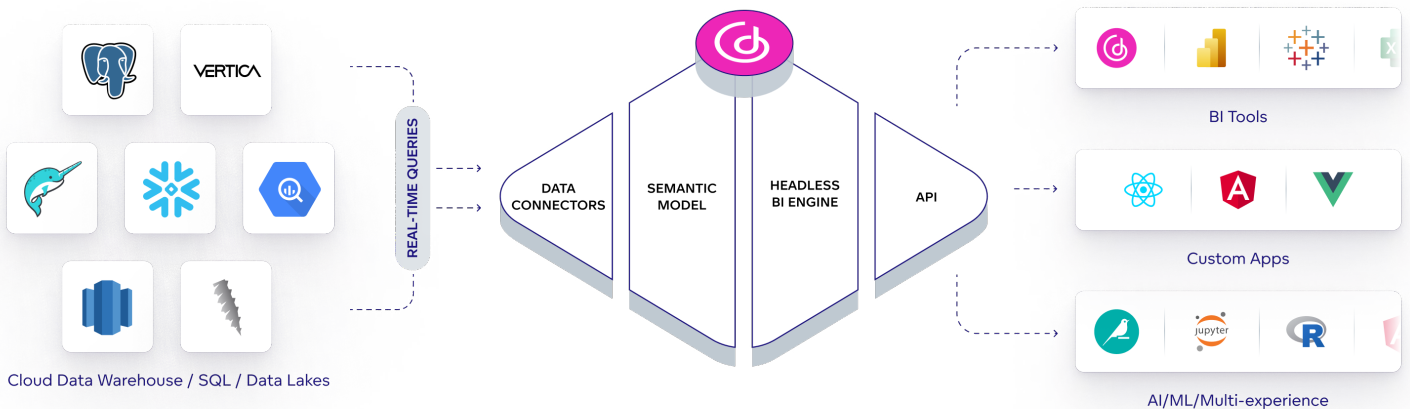 VERTICA
Cloud Data Warehouse / SQL / Data Lakes
REAL-TIME QUERIES
DATA
CONNECTORS
SEMANTIC
MODEL
HEADLESS
BI ENGINE
API
BI Tools
Custom Apps
jupyter
R
AI/ML/Multi-experience